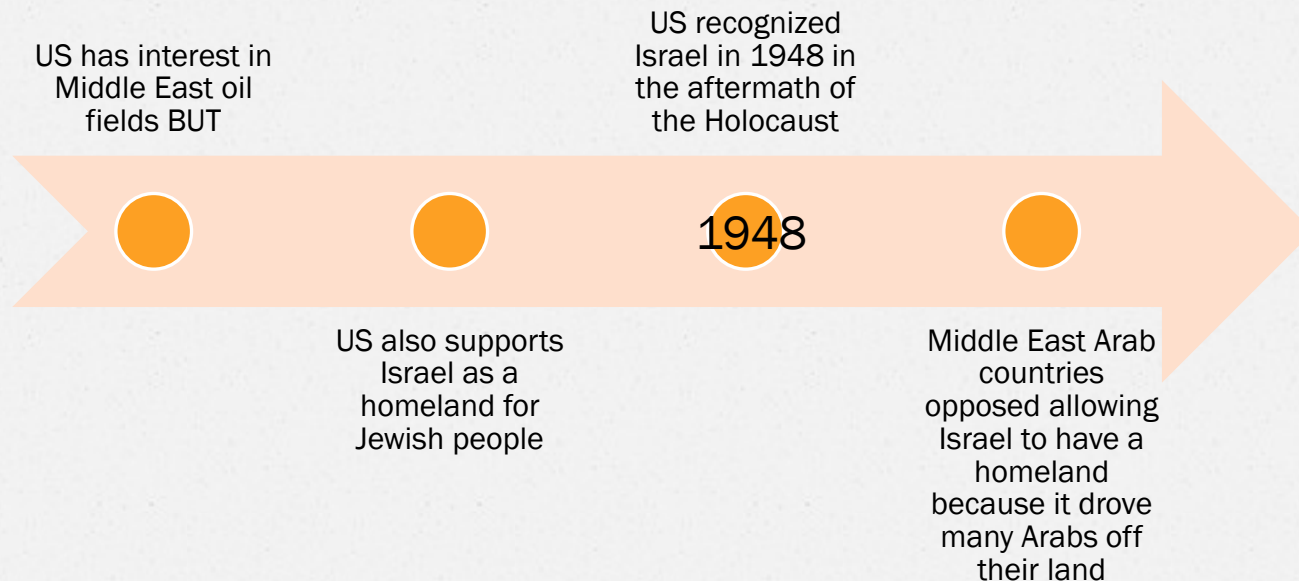 US has interest in
Middle East oil
fields BUT
US also supports
Israel as a
homeland for
Jewish people
US recognized
Israel in 1948 in
the aftermath of
the Holocaust
1948
Middle East Arab
countries
opposed allowing
Israel to have a
homeland
because it drove
many Arabs off
their land